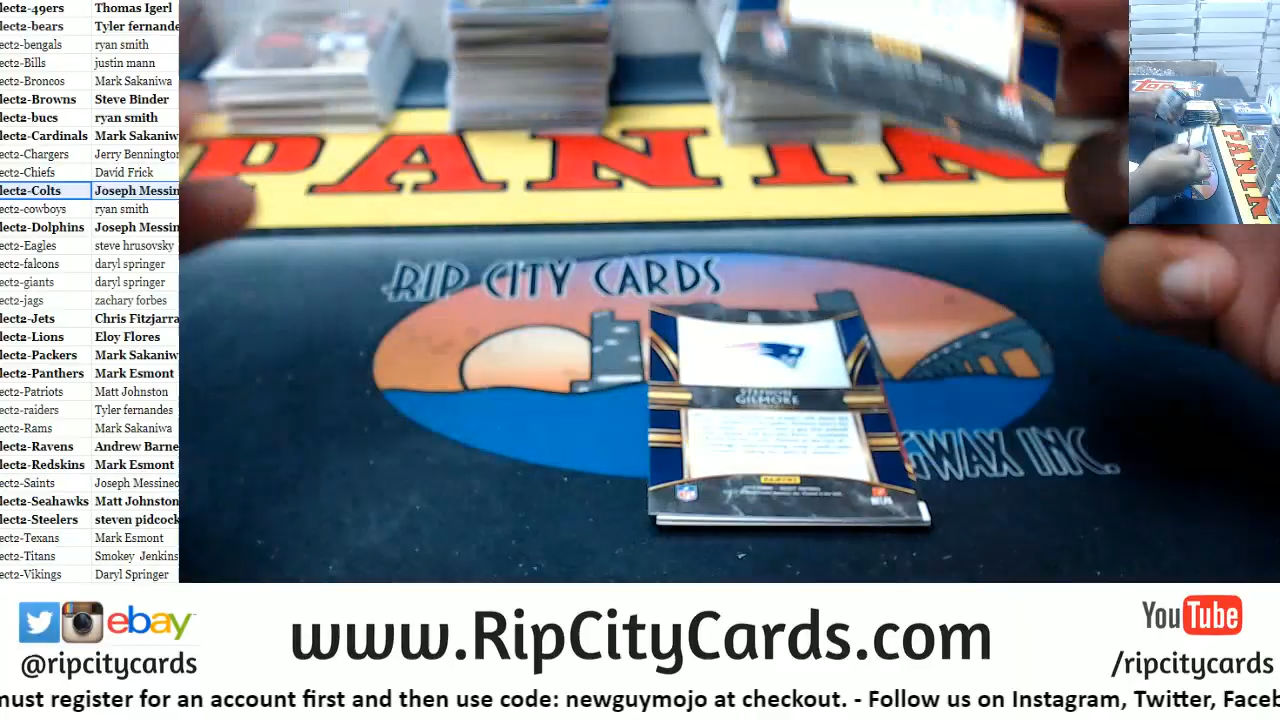 lect2-49ers Thomas Igerl
lect2-bears Tyler fernande
ect2-bengals ryan smith
lect2-Bills justin mann
ect2-Broncos Mark Sakaniwa
lect2-Browns Steve Binder
lect2-bucs ryan smith
lect2-Cardinals Mark Sakaniw
ect2-Chargers Jerry Bennington
ect2-Chiefs David Frick
lect2-Colts Joseph Messin
ect2-cowboys ryan smith
lect2-Dolphins Joseph Messin
ect2-Eagles steve hrusovsky
ect2-falcons daryl springer
ect2-giants daryl springer
ect2-jags zachary forbes
lect2-Jets Chris Fitzjarra
lect2-Lions Eloy Flores
lect2-Packers Mark Sakaniw
lect2-Panthers Mark Esmont
ect2-Patriots Matt Johnston
ect2-raiders Tyler fernandes
ect2-Rams Mark Sakaniwa
lect2-Ravens Andrew Barne
lect2-Redskins Mark Esmont
ect2-Saints Joseph Messineo
lect2-Seahawks Matt Johnston
lect2-Steelers steven pidcock
ect2-Texans Mark Esmont
ect2-Titans Smokey Jenkins
ect2-Vikings Daryl Springer
PANIN
RIP CITY CARDS
GWAX INC.
GILMORE
PANINI
topps
PANIN
ebay
@ripcitycards
www.RipCityCards.com
YouTube
/ripcitycards
must register for an account first and then use code: newguymojo at checkout. - Follow us on Instagram, Twitter, Faceb